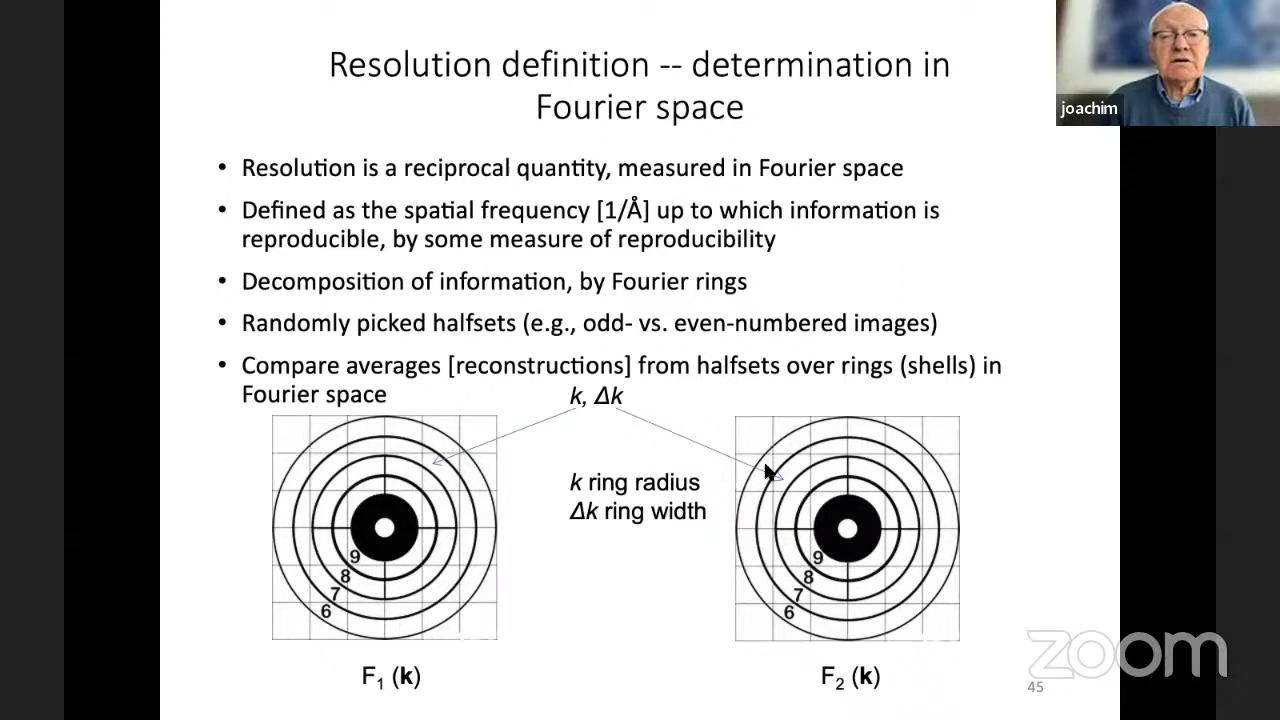 Resolution definition -- determination in
Fourier space
joachim
• Resolution is a reciprocal quantity, measured in Fourier space
• Defined as the spatial frequency [1/Å] up to which information is
reproducible, by some measure of reproducibility
• Decomposition of information, by Fourier rings
• Randomly picked halfsets (e.g., odd- vs. even-numbered images)
• Compare averages [reconstructions] from halfsets over rings (shells) in
Fourier space
k, Δk
k ring radius
Δk ring width
9
8
7
6
9
8
7
6
F₁ (k)
F₂ (k)
zoom
45